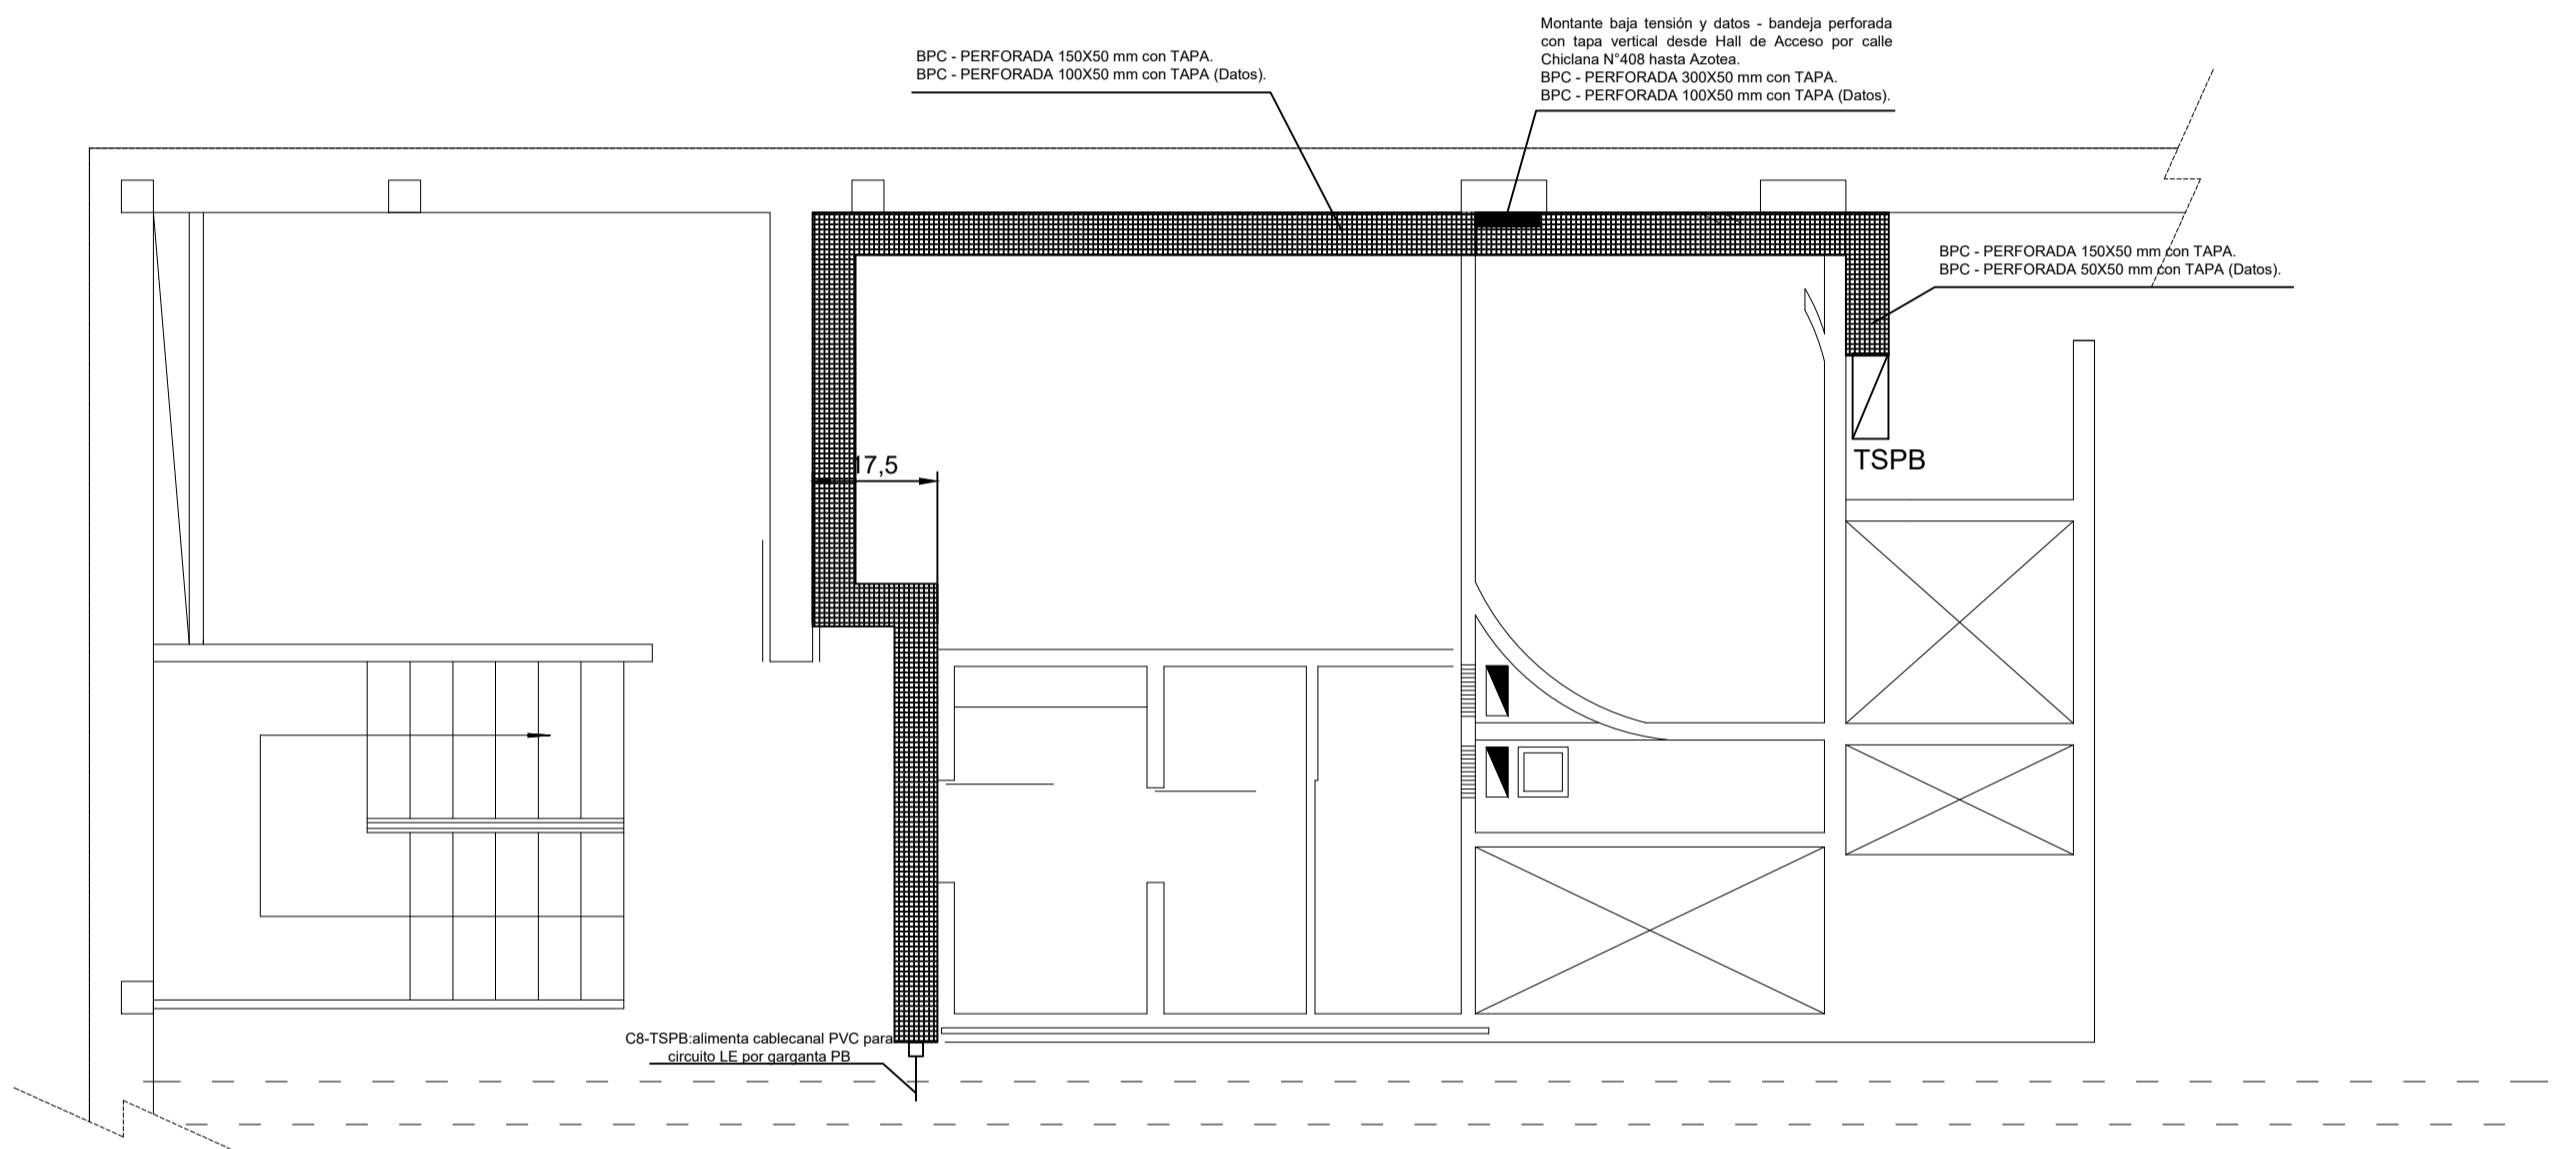 Montante baja tensión y datos - bandeja perforada
con tapa vertical desde Hall de Acceso por calle
Chiclana N°408 hasta Azotea.
BPC - PERFORADA 300X50 mm con TAPA.
BPC - PERFORADA 100X50 mm con TAPA (Datos).
BPC - PERFORADA 150X50 mm con TAPA.
BPC - PERFORADA 100X50 mm con TAPA (Datos).
BPC - PERFORADA 150X50 mm con TAPA.
BPC - PERFORADA 50X50 mm con TAPA (Datos).
17,5
TSPB
C8-TSPB:alimenta cablecanal PVC para
circuito LE por garganta PB